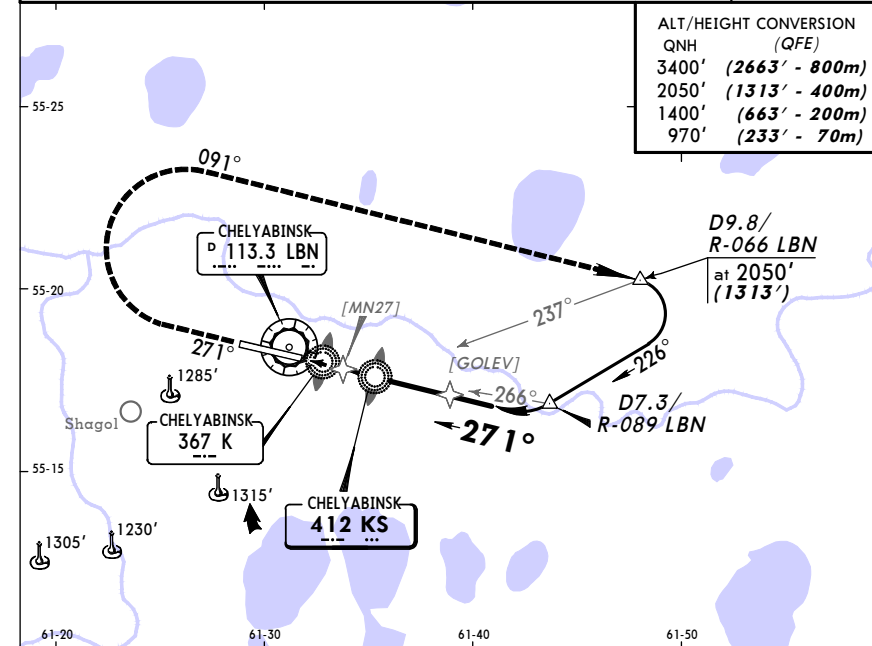 ALT/HEIGHT CONVERSION
QNH (QFE)
3400' (2663' - 800m)
2050' (1313' - 400m)
1400' (663' - 200m)
970' (233' - 70m)
55-25
091°
CHELYABINSK
D 113.3 LBN
D9.8/
R-066 LBN
at 2050'
(1313')
55-20
[MN27]
237°
271°
[GOLEV]
226°
1285'
266°
D7.3/
R-089 LBN
Shagol
CHELYABINSK
367 K
271°
55-15
1315'
CHELYABINSK
412 KS
1230'
1305'
61-20
61-30
61-40
61-50